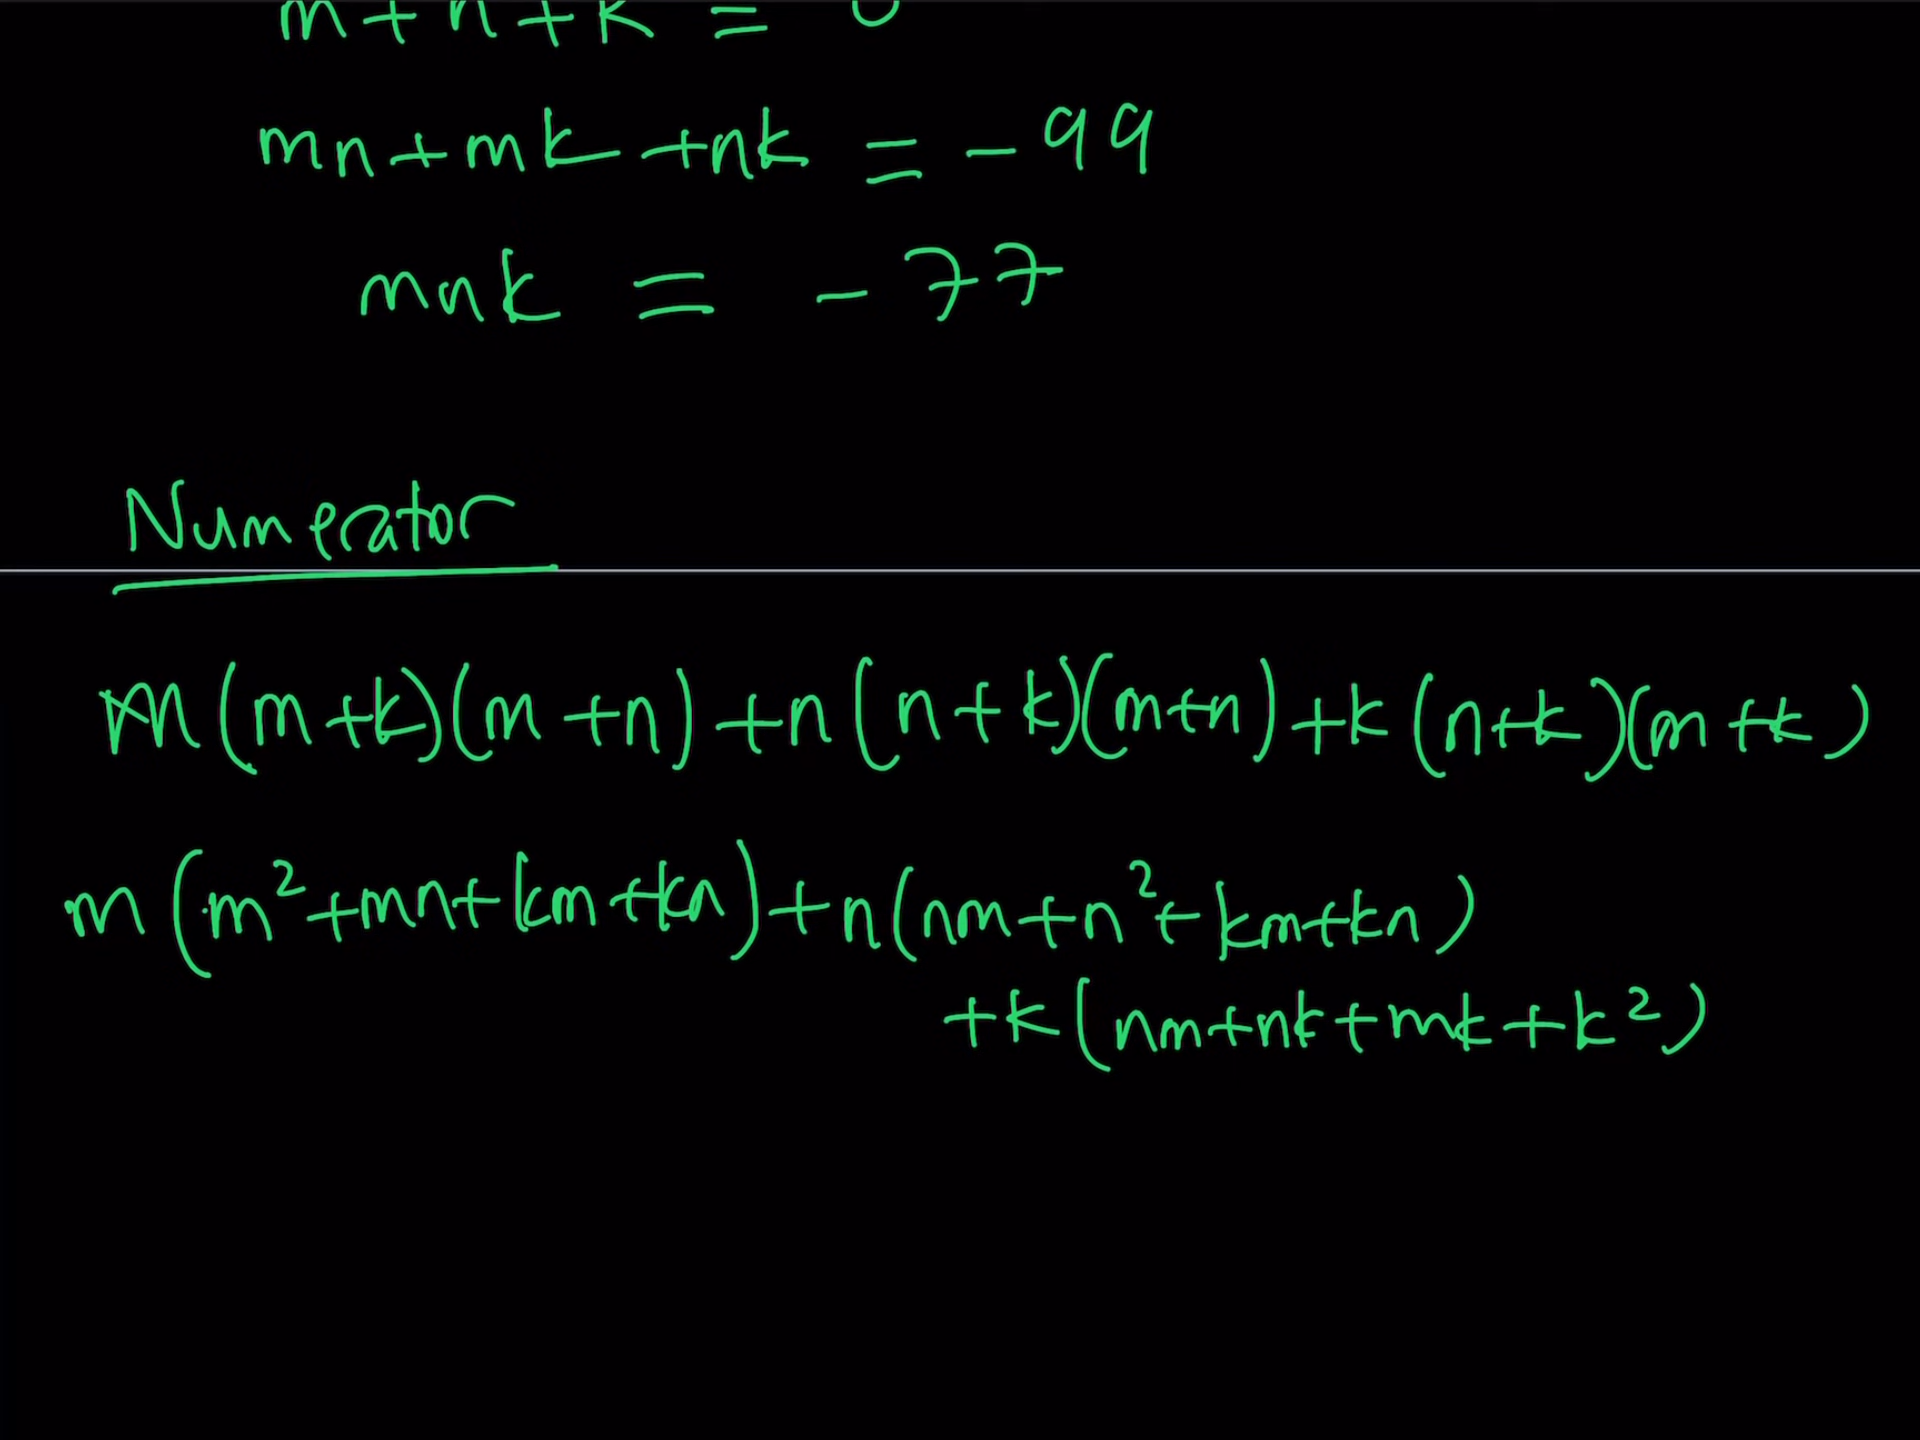 m+n+k = 0
mn+mk+nk = -99
mnk = -77
Numerator
m(m+k)(m+n)+n(n+k)(m+n)+k(n+k)(m+k)
m(m²+mn+km+kn)+n(nm+n²+km+kn)
+k(nm+nk+mk+k²)